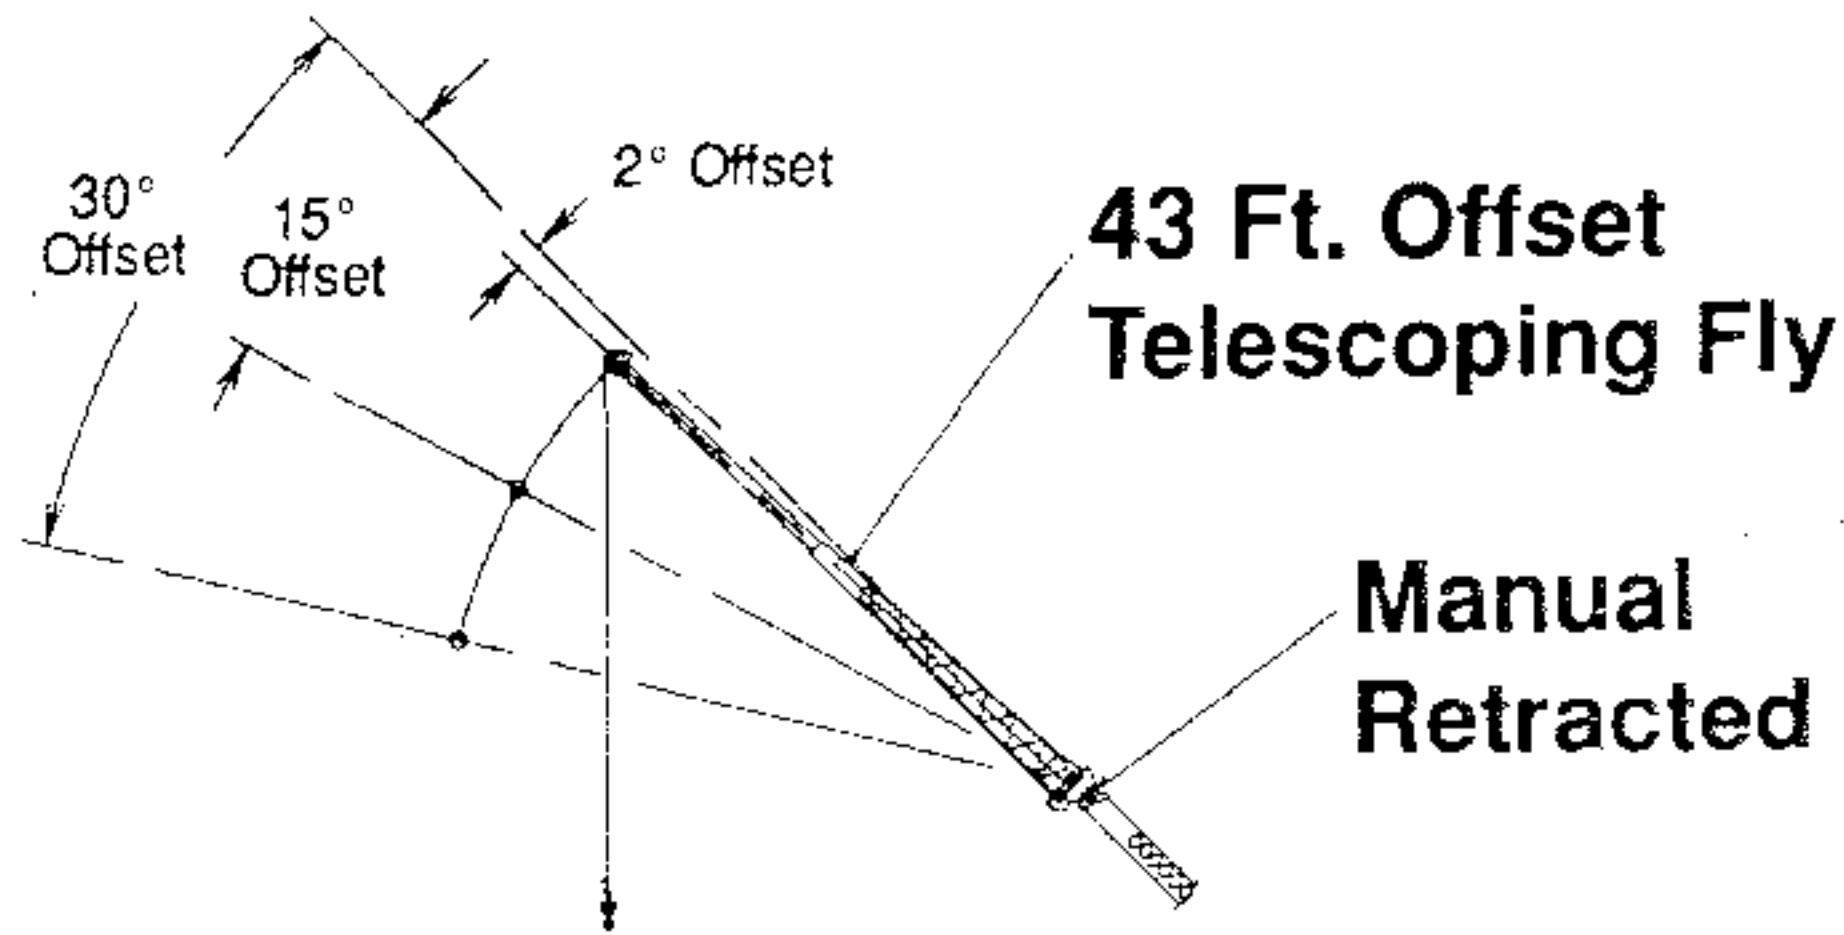 30°
Offset
15°
Offset
2° Offset
43 Ft. Offset
Telescoping Fly
Manual
Retracted